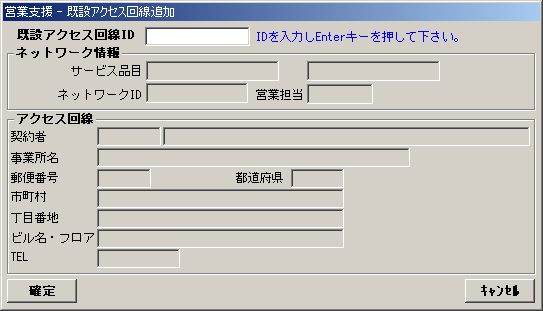 営業支援 - 既設アクセス回線追加
既設アクセス回線ID IDを入力しEnterキーを押して下さい。
ネットワーク情報
サービス品目
ネットワークID 営業担当
アクセス回線
契約者
事業所名
郵便番号 都道府県
市町村
丁目番地
ビル名・フロア
TEL
確定 ｷｬﾝｾﾙ